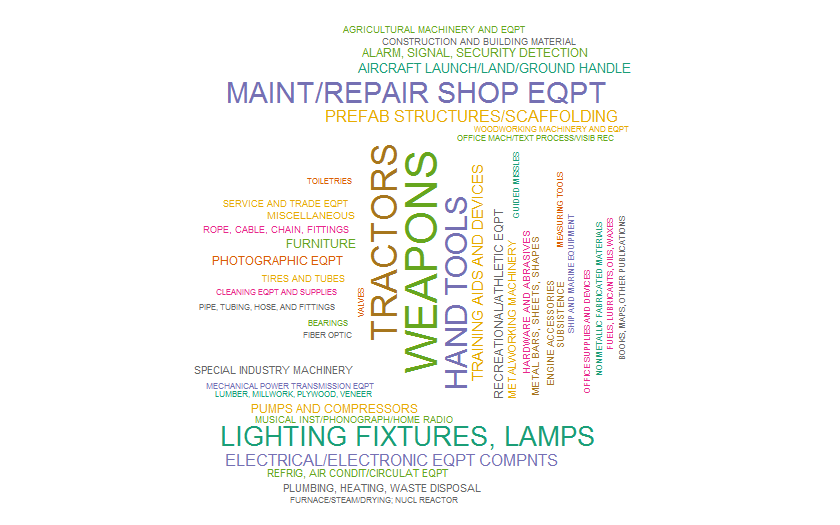 AGRICULTURAL MACHINERY AND EQPT
CONSTRUCTION AND BUILDING MATERIAL
ALARM, SIGNAL, SECURITY DETECTION
AIRCRAFT LAUNCH/LAND/GROUND HANDLE
MAINT/REPAIR SHOP EQPT
PREFAB STRUCTURES/SCAFFOLDING
WOODWORKING MACHINERY AND EQPT
OFFICE MACH/TEXT PROCESS/VISIB REC
TOILETRIES
SERVICE AND TRADE EQPT
MISCELLANEOUS
ROPE, CABLE, CHAIN, FITTINGS
FURNITURE
PHOTOGRAPHIC EQPT
TIRES AND TUBES
CLEANING EQPT AND SUPPLIES
PIPE, TUBING, HOSE, AND FITTINGS
BEARINGS
FIBER OPTIC
VALVES
TRACTORS
WEAPONS
HAND TOOLS
TRAINING AIDS AND DEVICES
RECREATIONAL/ATHLETIC EQPT
METALWORKING MACHINERY
GUIDED MISSLES
HARDWARE AND ABRASIVES
METAL BARS, SHEETS, SHAPES
ENGINE ACCESSORIES
SUBSISTENCE
MEASURING TOOLS
SHIP AND MARINE EQUIPMENT
OFFICE SUPPLIES AND DEVICES
NONMETALLIC FABRICATED MATERIALS
FUELS, LUBRICANTS, OILS, WAXES
BOOKS, MAPS, OTHER PUBLICATIONS
SPECIAL INDUSTRY MACHINERY
MECHANICAL POWER TRANSMISSION EQPT
LUMBER, MILLWORK, PLYWOOD, VENEER
PUMPS AND COMPRESSORS
MUSICAL INST/PHONOGRAPH/HOME RADIO
LIGHTING FIXTURES, LAMPS
ELECTRICAL/ELECTRONIC EQPT COMPNTS
REFRIG, AIR CONDIT/CIRCULAT EQPT
PLUMBING, HEATING, WASTE DISPOSAL
FURNACE/STEAM/DRYING; NUCL REACTOR